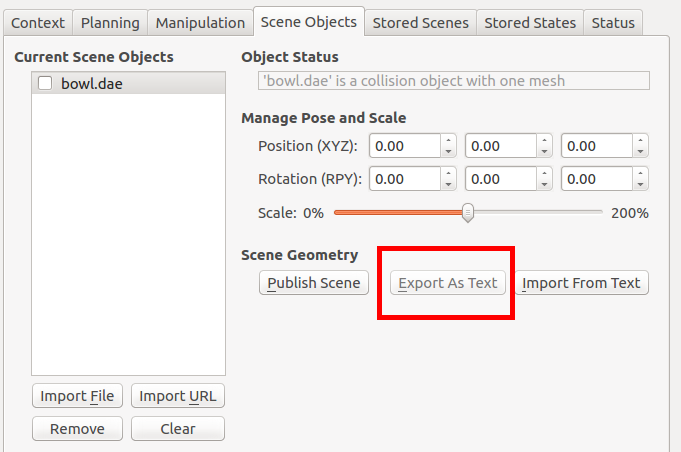 Context Planning Manipulation Scene Objects Stored Scenes Stored States Status
Current Scene Objects
bowl.dae
Import File Import URL
Remove Clear
Object Status
'bowl.dae' is a collision object with one mesh
Manage Pose and Scale
Position (XYZ): 0.00 0.00 0.00
Rotation (RPY): 0.00 0.00 0.00
Scale: 0% 200%
Scene Geometry
Publish Scene Export As Text Import From Text